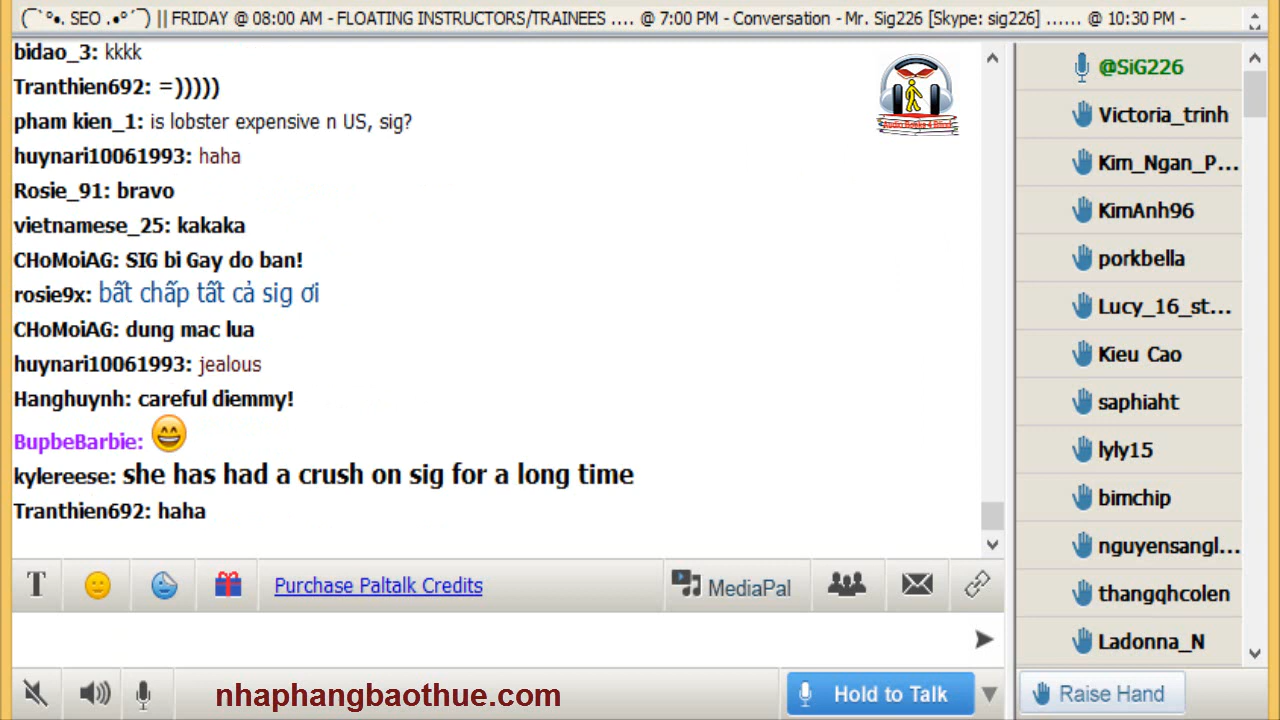 (¯`°•. SEO .•°´¯) || FRIDAY @ 08:00 AM - FLOATING INSTRUCTORS/TRAINEES .... @ 7:00 PM - Conversation - Mr. Sig226 [Skype: sig226] ...... @ 10:30 PM -
bidao_3: kkkk
Tranthien692: =)))))
pham kien_1: is lobster expensive n US, sig?
huynari10061993: haha
Rosie_91: bravo
vietnamese_25: kakaka
CHoMoiAG: SIG bi Gay do ban!
rosie9x: bất chấp tất cả sig ơi
CHoMoiAG: dung mac lua
huynari10061993: jealous
Hanghuynh: careful diemmy!
BupbeBarbie:
kylereese: she has had a crush on sig for a long time
Tranthien692: haha
@SiG226
Victoria_trinh
Kim_Ngan_P...
KimAnh96
porkbella
Lucy_16_st...
Kieu Cao
saphiaht
lyly15
bimchip
nguyensangl...
thangqhcolen
Ladonna_N
T
Purchase Paltalk Credits
MediaPal
nhaphangbaothue.com
Hold to Talk
Raise Hand